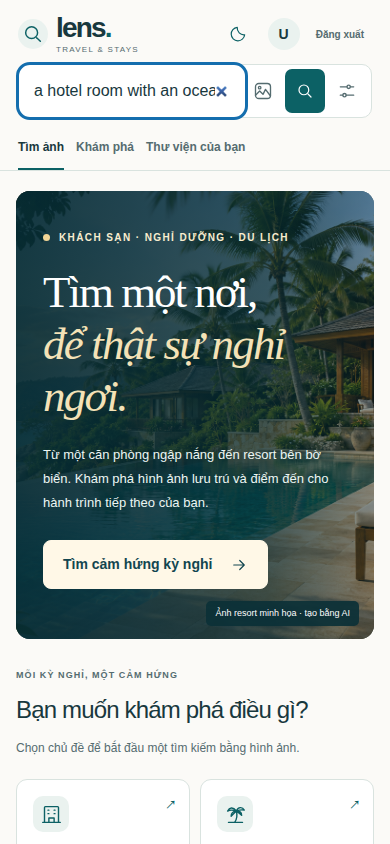 lens.
TRAVEL & STAYS
U
Đăng xuất
a hotel room with an ocea
Tìm ảnh
Khám phá
Thư viện của bạn
KHÁCH SẠN · NGHỈ DƯỠNG · DU LỊCH
Tìm một nơi,
để thật sự nghỉ
ngơi.
Từ một căn phòng ngập nắng đến resort bên bờ
biển. Khám phá hình ảnh lưu trú và điểm đến cho
hành trình tiếp theo của bạn.
Tìm cảm hứng kỳ nghỉ
Ảnh resort minh họa · tạo bằng AI
MỖI KỲ NGHỈ, MỘT CẢM HỨNG
Bạn muốn khám phá điều gì?
Chọn chủ đề để bắt đầu một tìm kiếm bằng hình ảnh.